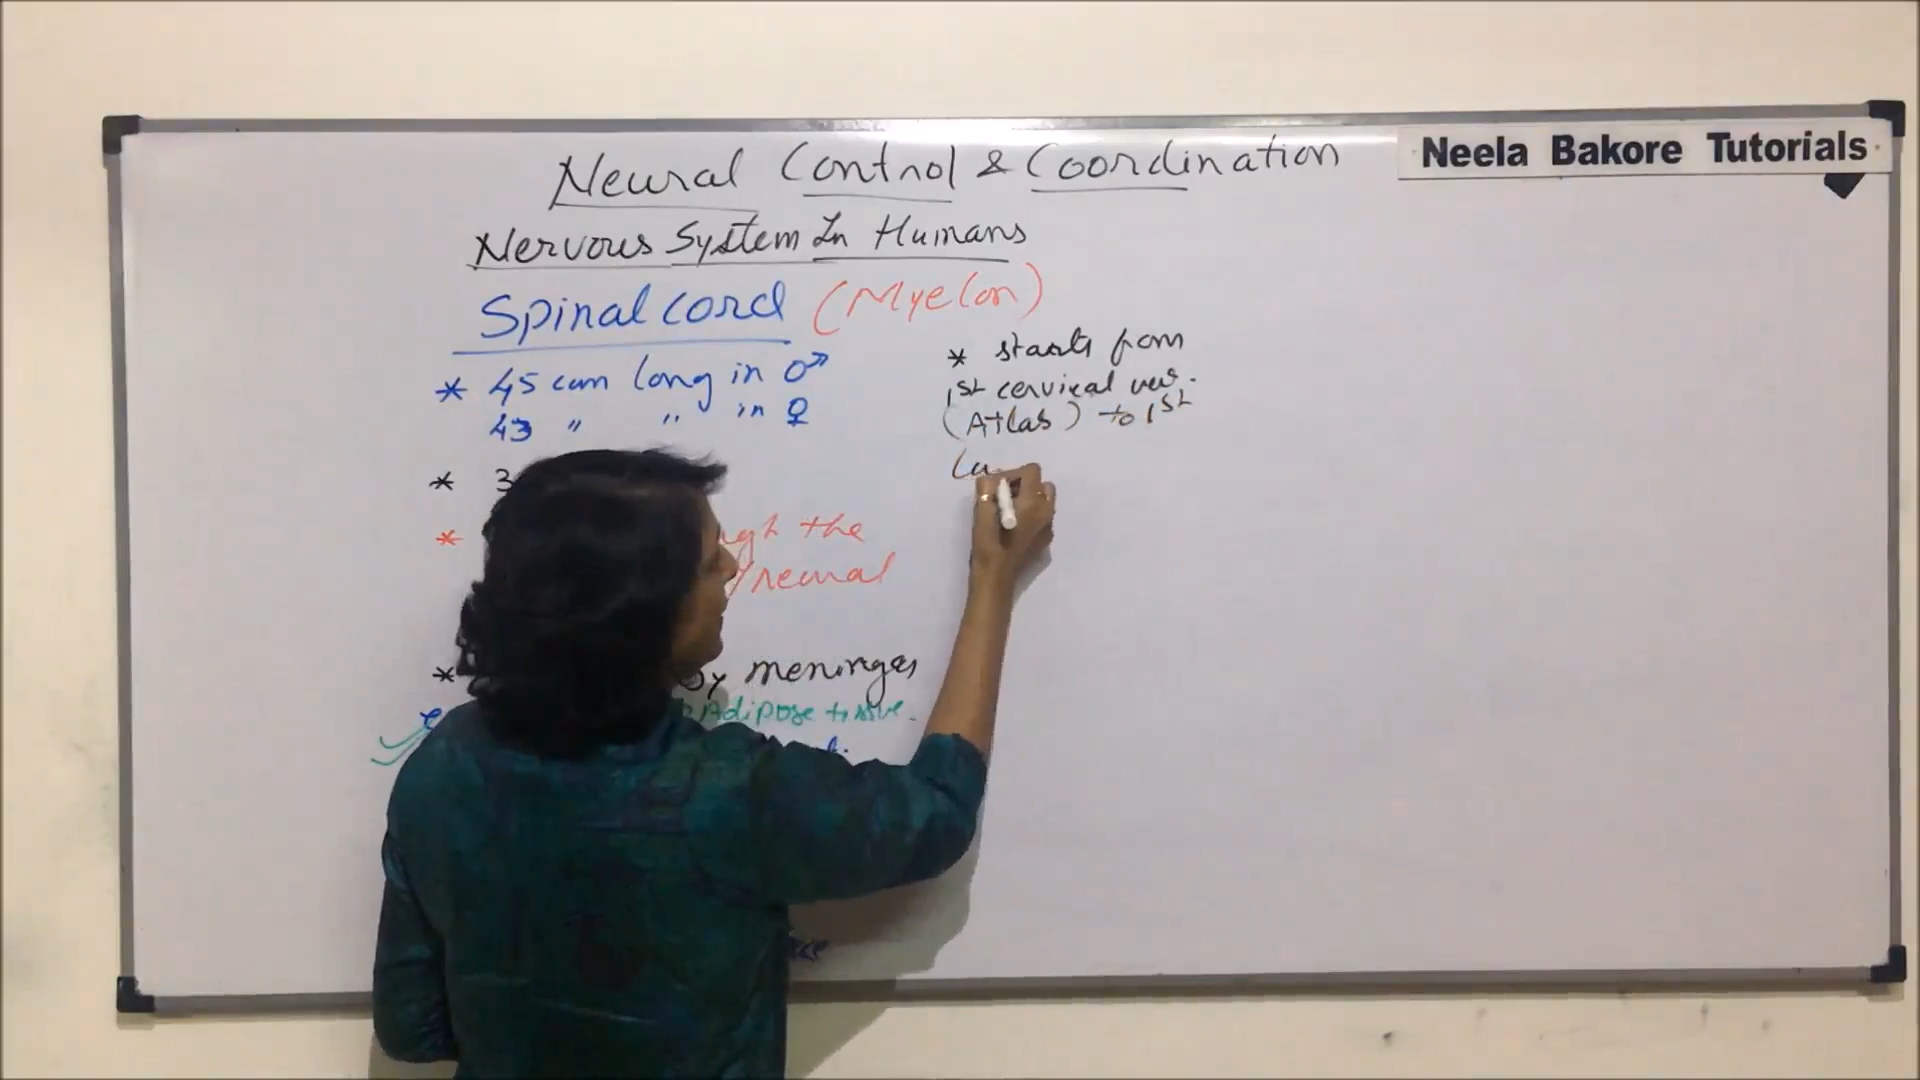 Neural Control & Coordination
Neela Bakore Tutorials
Nervous System In Humans
Spinal cord (Myelon)
* 45 cm long in ♂
43 " " in ♀
* 3
* the
neural
* by meninges
Adipose tissue.
* starts from
1st cervical ver.
(Atlas) to 1st
Lu